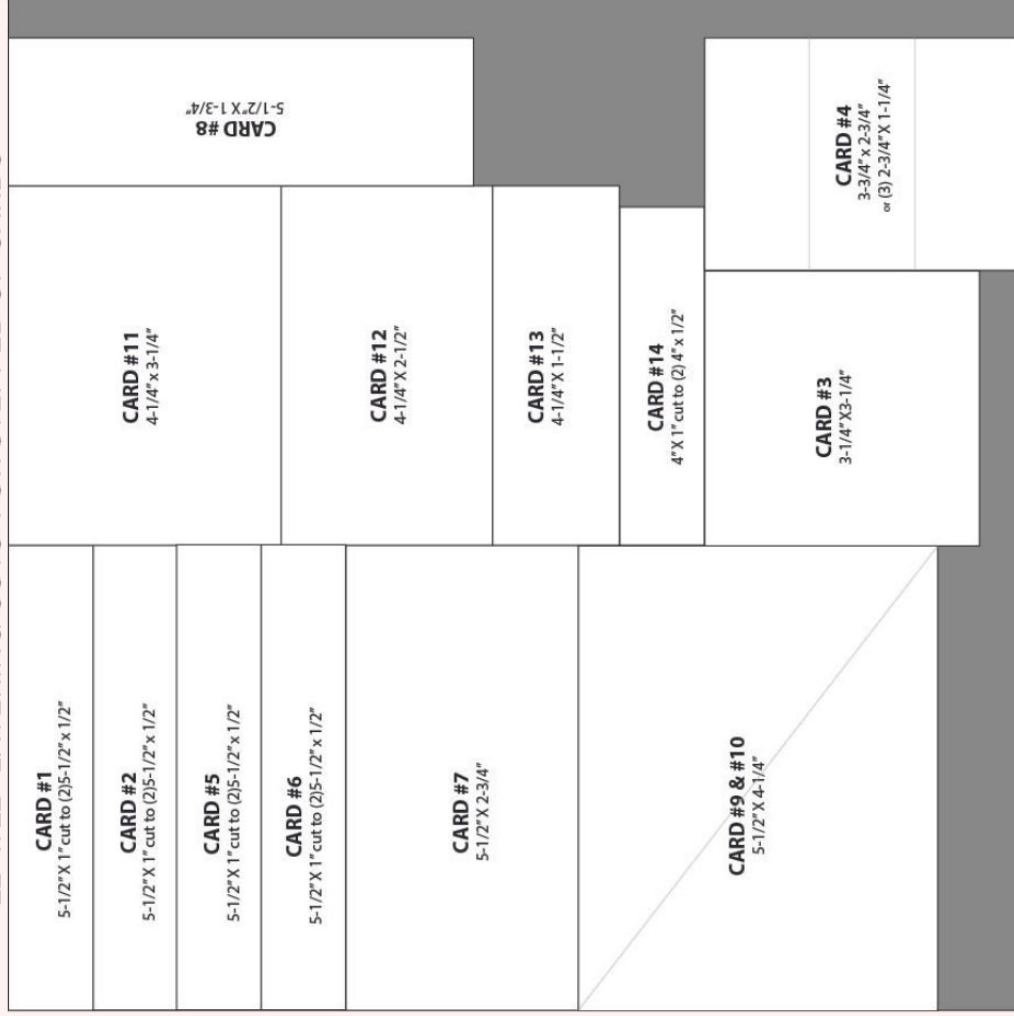 CARD #8
5-1/2" X 1-3/4"
CARD #4
3-3/4" x 2-3/4"
or (3) 2-3/4" X 1-1/4"
CARD #11
4-1/4" x 3-1/4"
CARD #12
4-1/4" X 2-1/2"
CARD #13
4-1/4" X 1-1/2"
CARD #14
4" X 1" cut to (2) 4" x 1/2"
CARD #3
3-1/4" X3-1/4"
CARD #1
5-1/2" X 1" cut to (2)5-1/2" x 1/2"
CARD #2
5-1/2" X 1" cut to (2)5-1/2" x 1/2"
CARD #5
5-1/2" X 1" cut to (2)5-1/2" x 1/2"
CARD #6
5-1/2" X 1" cut to (2)5-1/2" x 1/2"
CARD #7
5-1/2" X 2-3/4"
CARD #9 & #10
5-1/2" X 4-1/4"